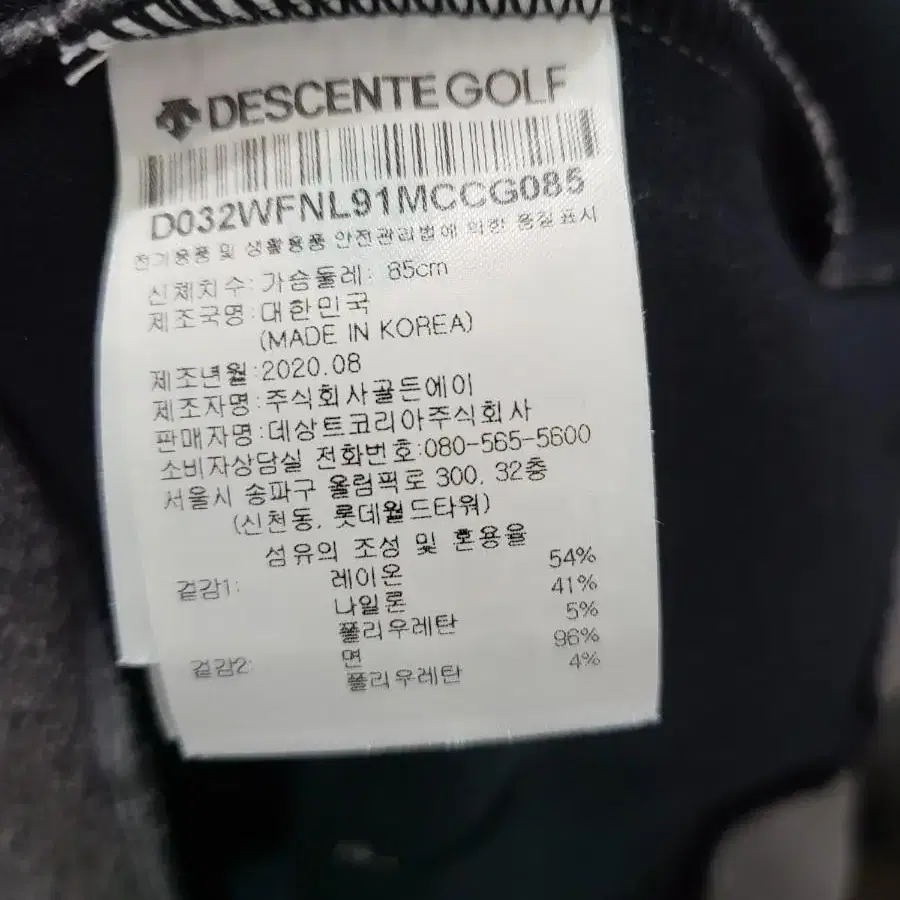 DESCENTE GOLF
D032WFNL91MCCG085
전기용품 및 생활용품 안전관리법에 의한 품질표시
신체치수: 가슴둘레: 85cm
제조국명:대한민국
(MADE IN KOREA)
제조년월:2020.08
제조자명:주식회사골든에이
판매자명:데상트코리아주식회사
소비자상담실 전화번호:080-565-5600
서울시 송파구 올림픽로 300, 32층
(신천동, 롯데월드타워)
섬유의 조성 및 혼용율
겉감1: 레이온 54%
나일론 41%
폴리우레탄 5%
겉감2: 면 96%
폴리우레탄 4%